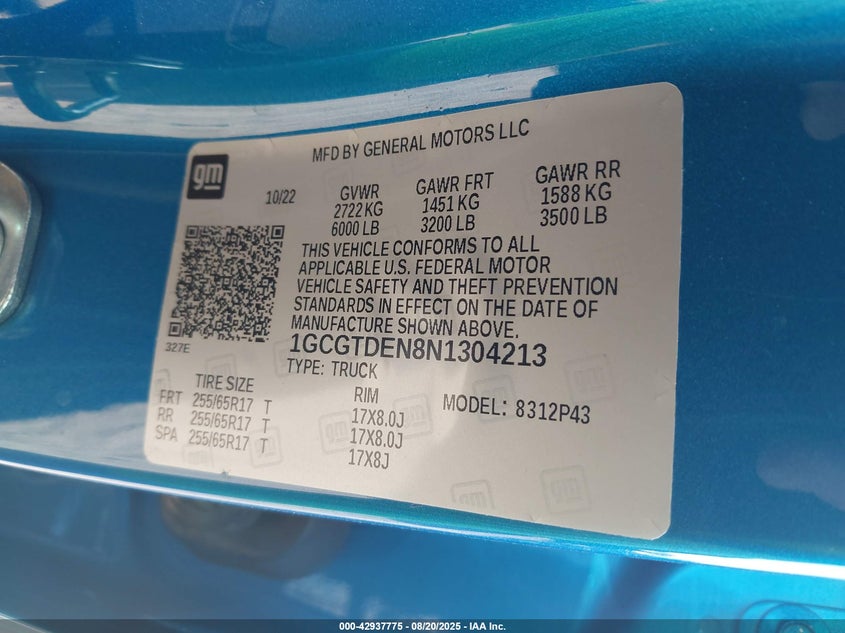 MFD BY GENERAL MOTORS LLC
gm
10/22 GVWR GAWR FRT GAWR RR
2722 KG 1451 KG 1588 KG
6000 LB 3200 LB 3500 LB
THIS VEHICLE CONFORMS TO ALL
APPLICABLE U.S. FEDERAL MOTOR
VEHICLE SAFETY AND THEFT PREVENTION
STANDARDS IN EFFECT ON THE DATE OF
MANUFACTURE SHOWN ABOVE.
327E
1GCGTDEN8N1304213
TYPE: TRUCK
TIRE SIZE RIM MODEL: 8312P43
FRT 255/65R17 T 17X8.0J
RR 255/65R17 T 17X8.0J
SPA 255/65R17 T 17X8J
000-42937775 - 08/20/2025 - IAA Inc.